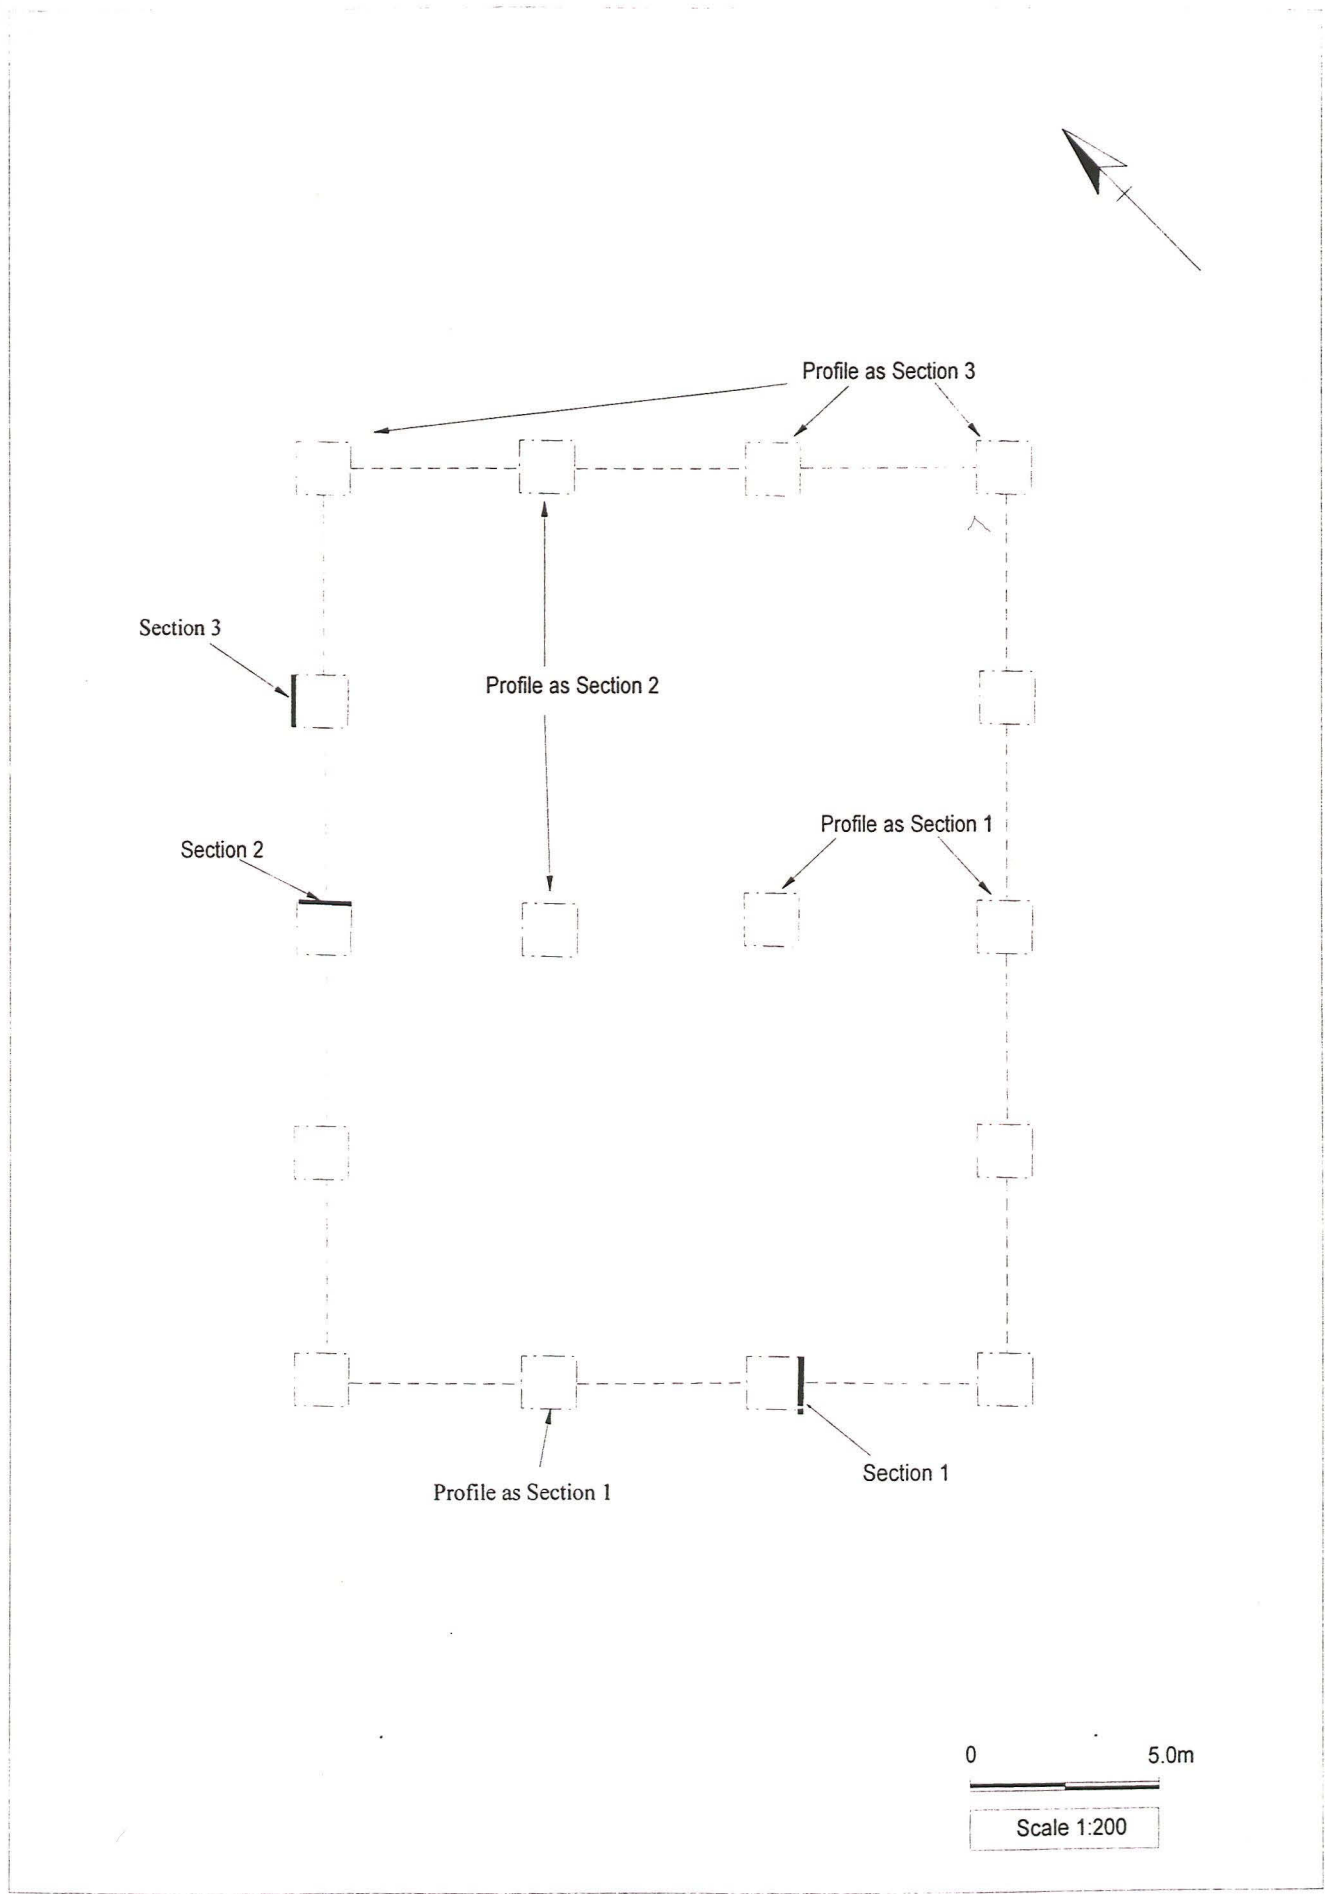 Profile as Section 3
Section 3
Profile as Section 2
Profile as Section 1
Section 2
Section 1
Profile as Section 1
0 5.0m
Scale 1:200